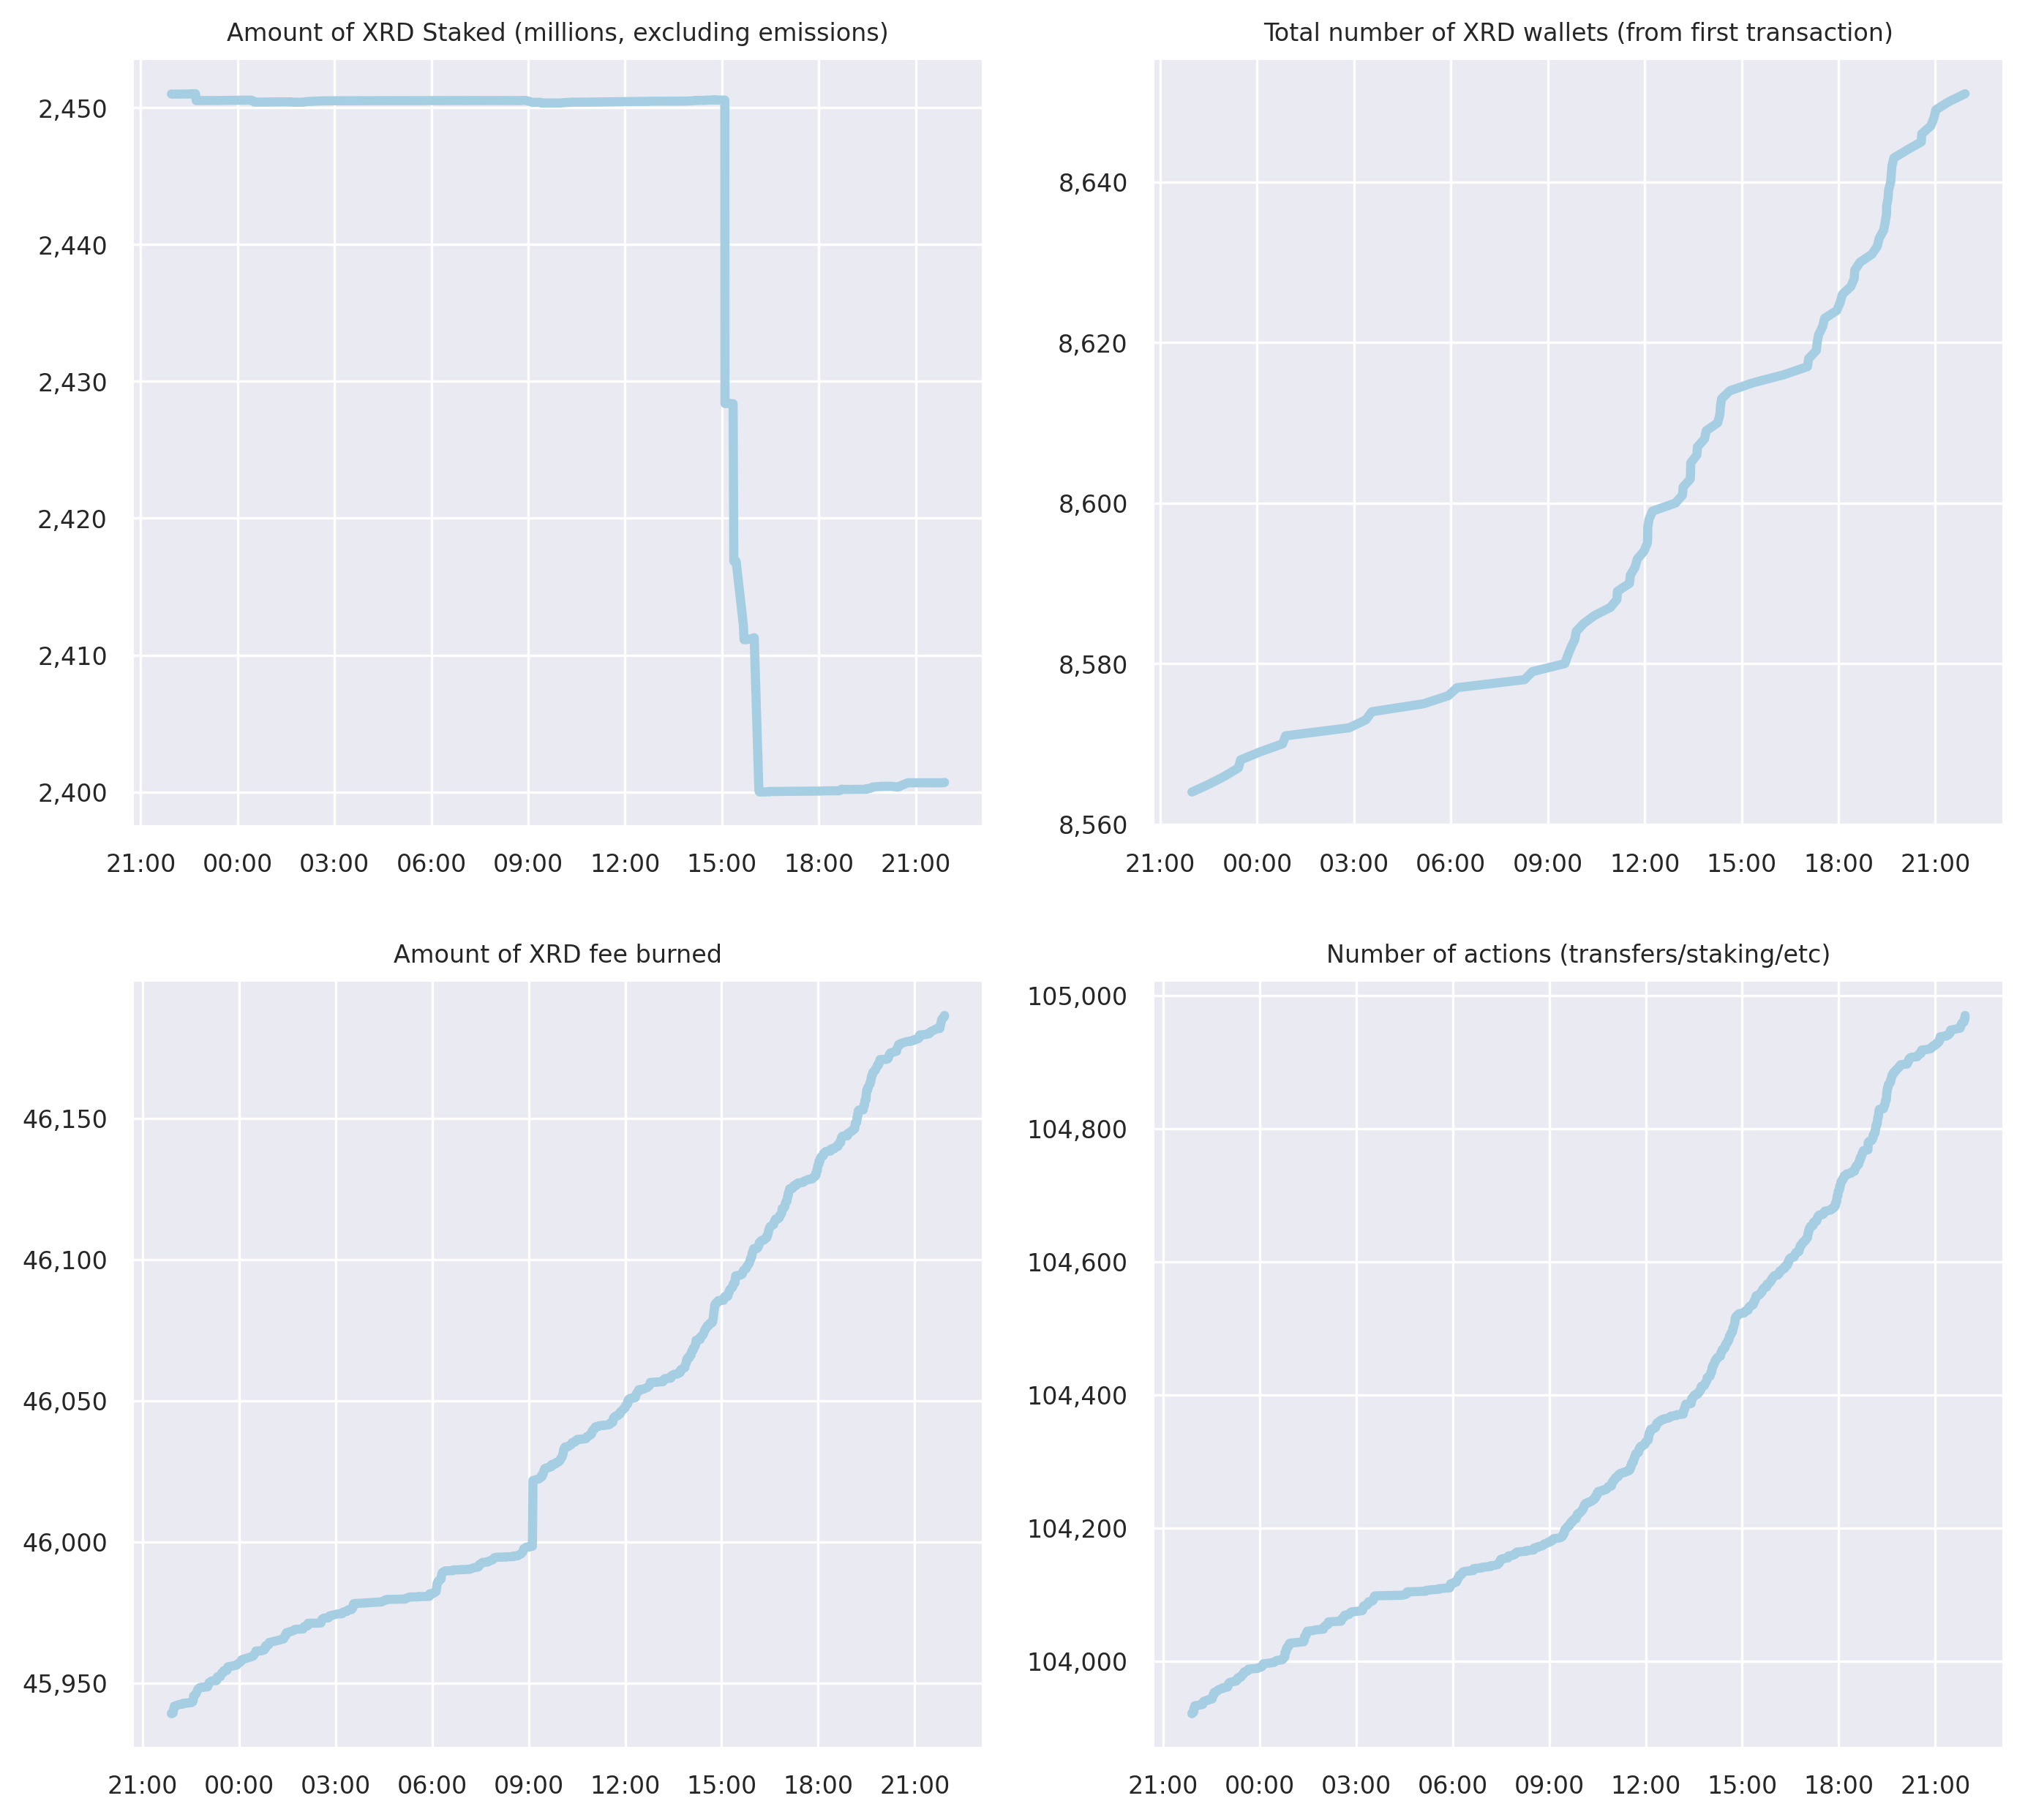 Amount of XRD Staked (millions, excluding emissions)
2,450
2,440
2,430
2,420
2,410
2,400
21:00 00:00 03:00 06:00 09:00 12:00 15:00 18:00 21:00
Total number of XRD wallets (from first transaction)
8,640
8,620
8,600
8,580
8,560
21:00 00:00 03:00 06:00 09:00 12:00 15:00 18:00 21:00
Amount of XRD fee burned
46,150
46,100
46,050
46,000
45,950
21:00 00:00 03:00 06:00 09:00 12:00 15:00 18:00 21:00
Number of actions (transfers/staking/etc)
105,000
104,800
104,600
104,400
104,200
104,000
21:00 00:00 03:00 06:00 09:00 12:00 15:00 18:00 21:00